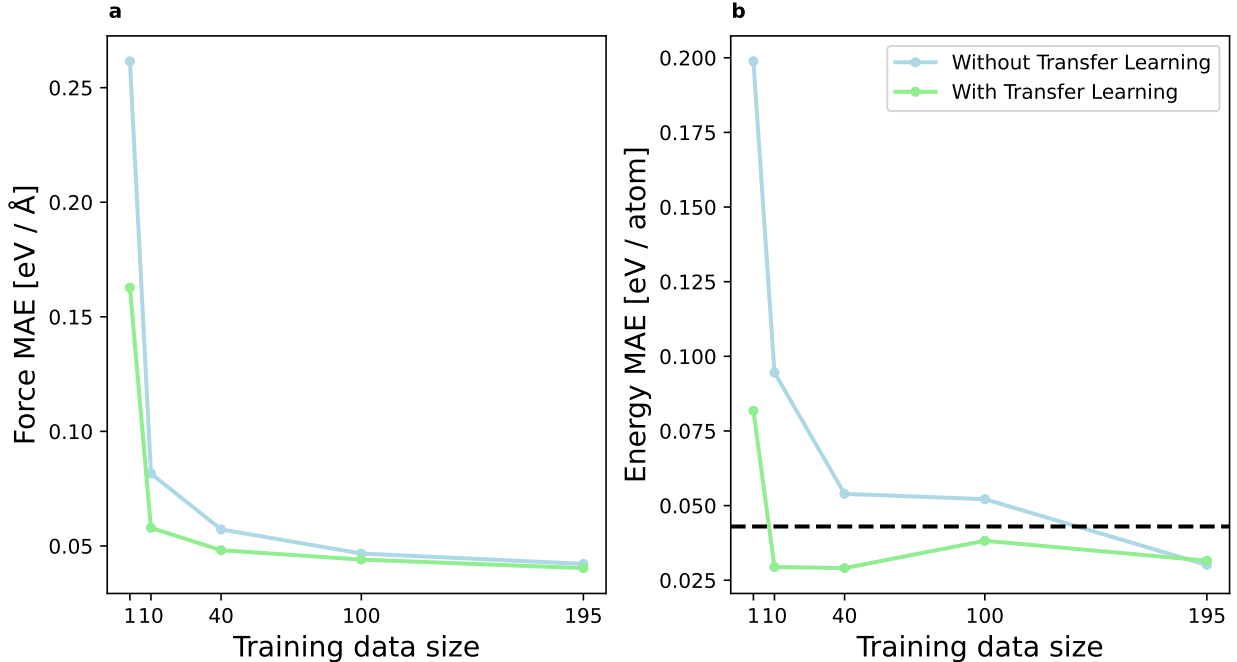 a
Force MAE [eV / Å]
0.25
0.20
0.15
0.10
0.05
1 10 40 100 195
Training data size
b
Energy MAE [eV / atom]
0.200
0.175
0.150
0.125
0.100
0.075
0.050
0.025
Without Transfer Learning
With Transfer Learning
1 10 40 100 195
Training data size